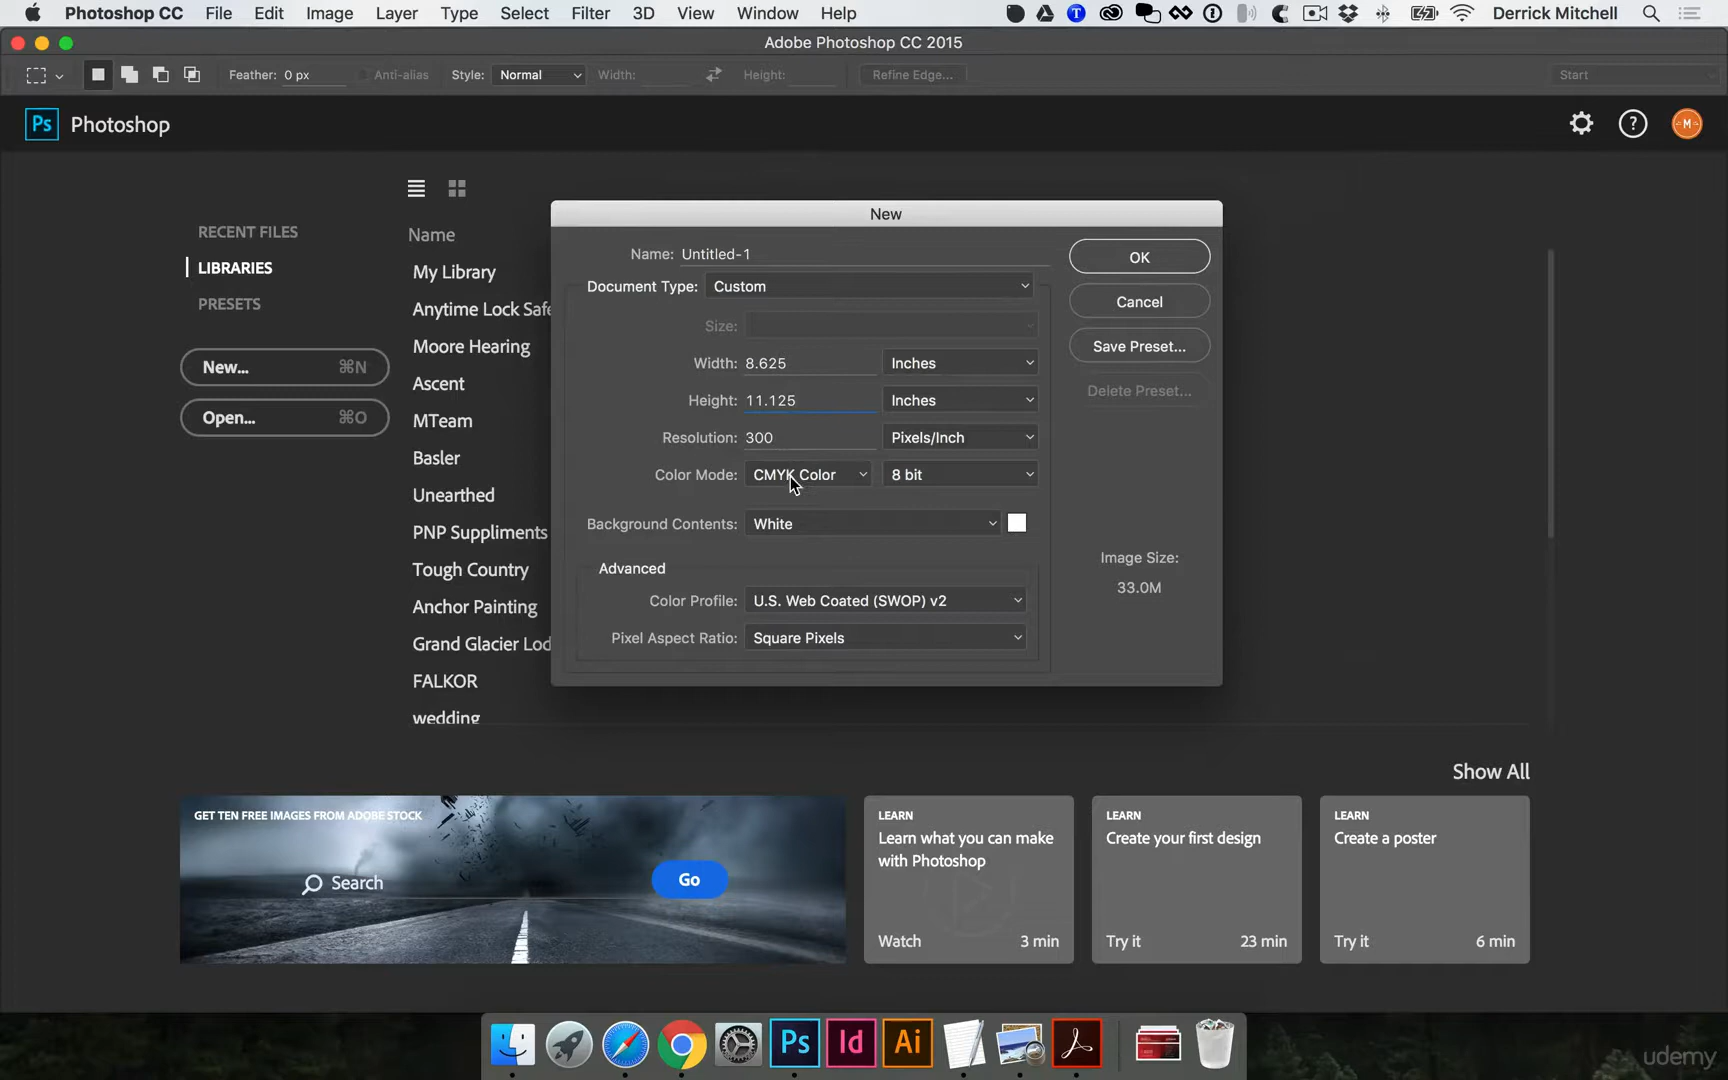 Photoshop CC File Edit Image Layer Type Select Filter 3D View Window Help Derrick Mitchell
Adobe Photoshop CC 2015
Feather: 0 px Anti-alias Style: Normal Width: Height: Refine Edge... Start
Ps Photoshop
RECENT FILES
LIBRARIES
PRESETS
New... ⌘N
Open... ⌘O
Name
My Library
Anytime Lock Safe
Moore Hearing
Ascent
MTeam
Basler
Unearthed
PNP Suppliments
Tough Country
Anchor Painting
Grand Glacier Lod
FALKOR
wedding
New
Name: Untitled-1
Document Type: Custom
Size:
Width: 8.625 Inches
Height: 11.125 Inches
Resolution: 300 Pixels/Inch
Color Mode: CMYK Color 8 bit
Background Contents: White
Advanced
Color Profile: U.S. Web Coated (SWOP) v2
Pixel Aspect Ratio: Square Pixels
OK
Cancel
Save Preset...
Delete Preset...
Image Size:
33.0M
Show All
GET TEN FREE IMAGES FROM ADOBE STOCK
Search
Go
LEARN
Learn what you can make
with Photoshop
Watch 3 min
LEARN
Create your first design
Try it 23 min
LEARN
Create a poster
Try it 6 min
Ps Id Ai
udemy